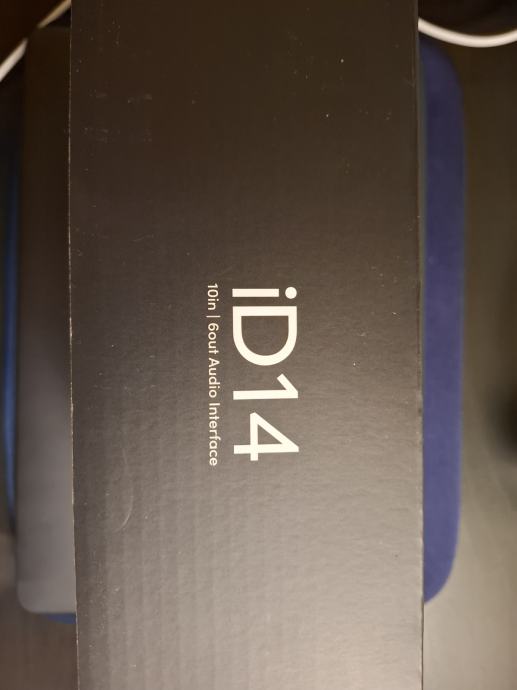 iD14
10in | 6out Audio Interface